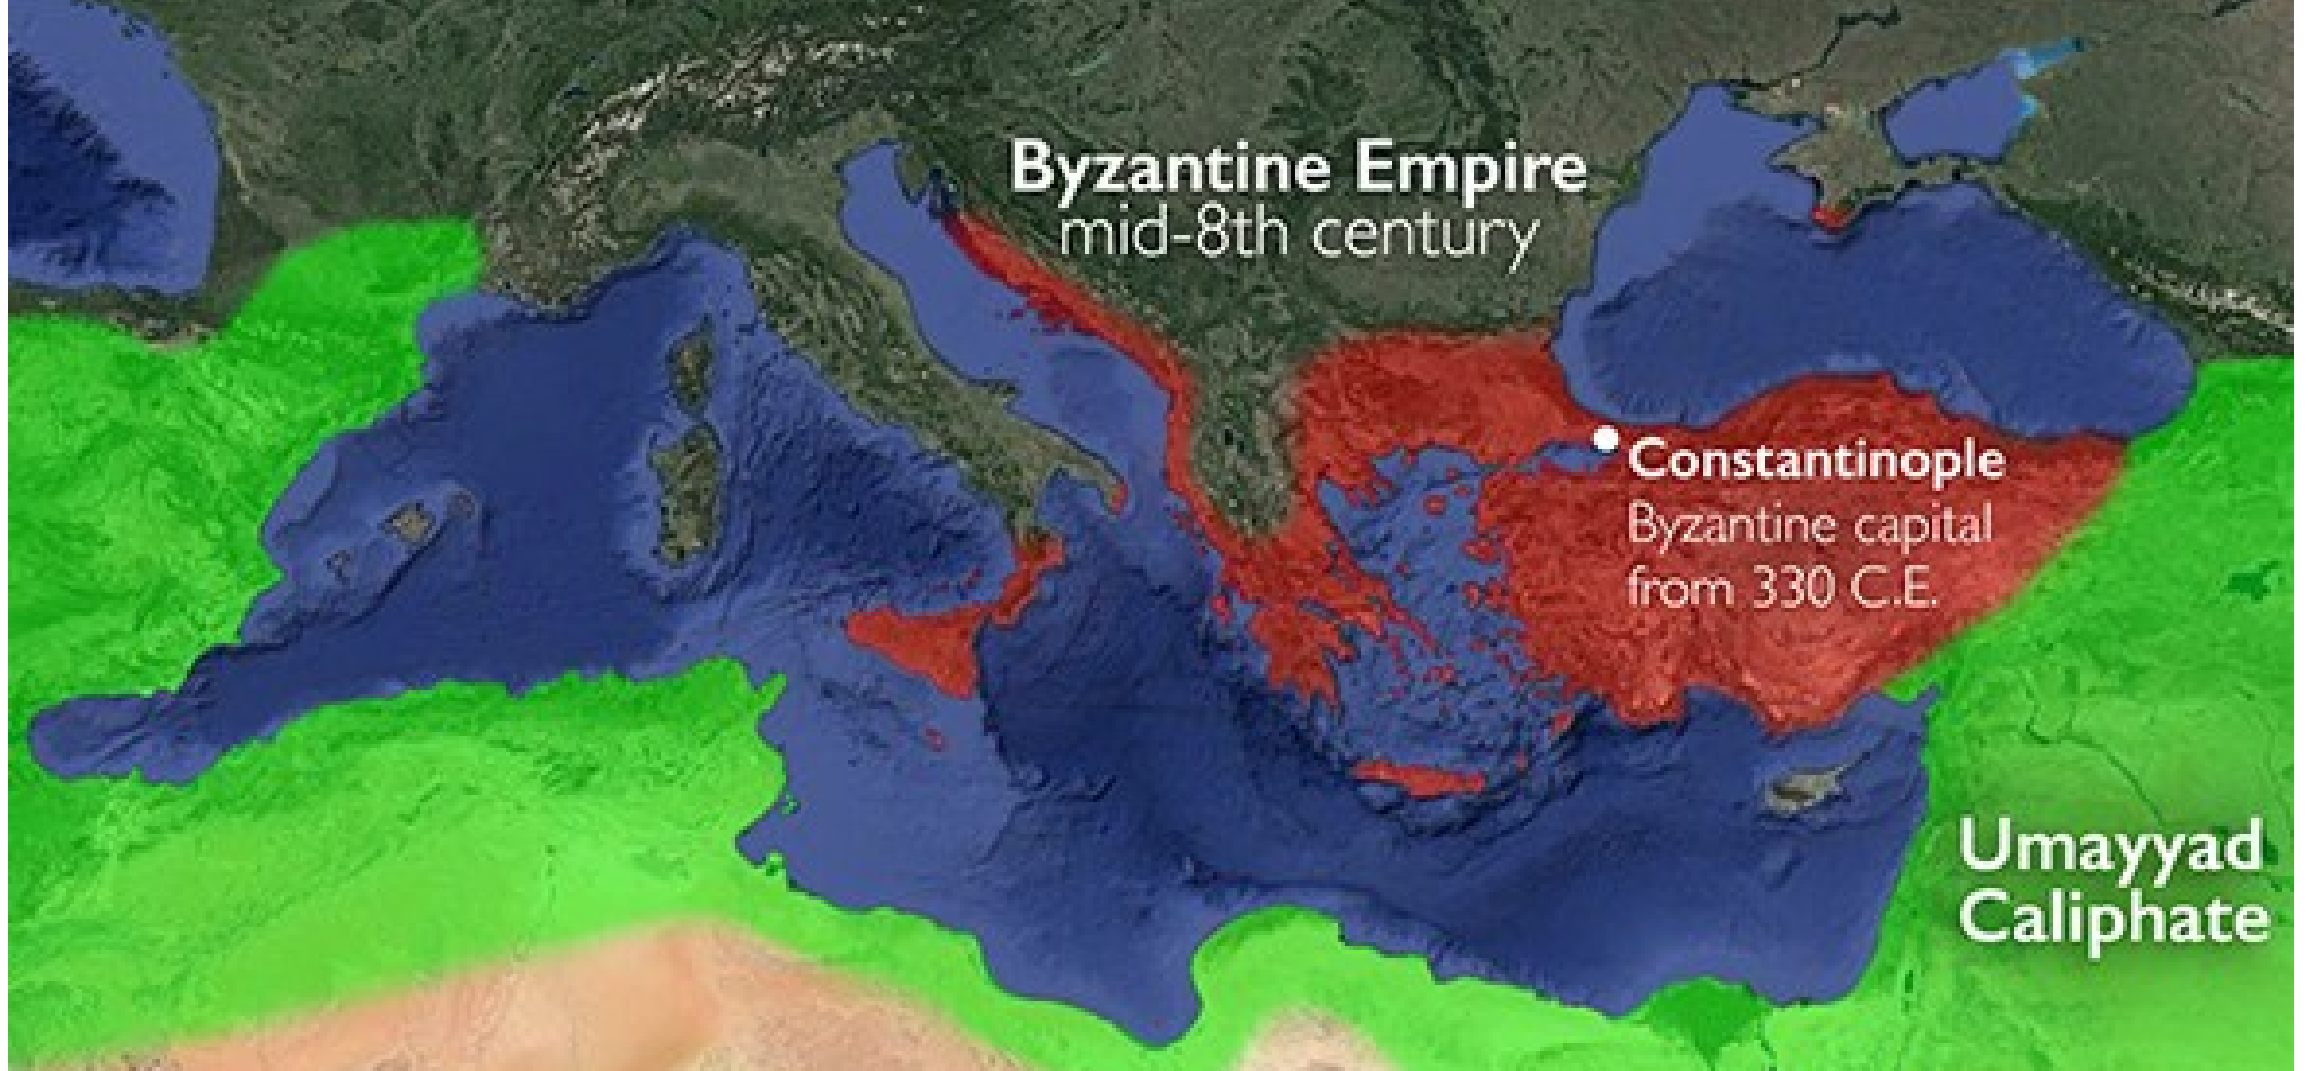 Byzantine Empire
mid-8th century
Constantinople
Byzantine capital
from 330 C.E.
Umayyad
Caliphate